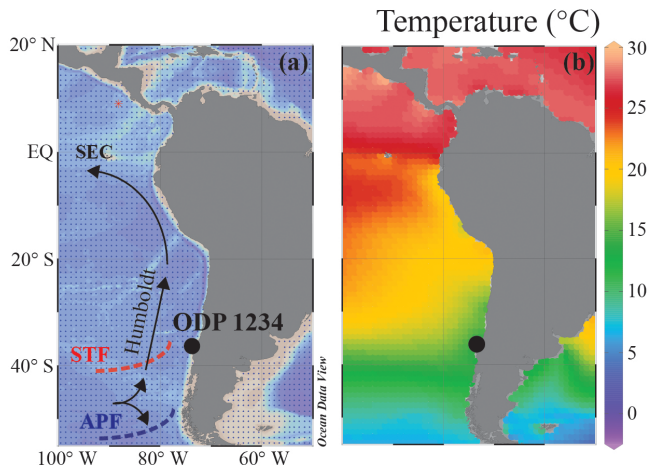 Temperature (°C)
20° N
(a)
(b)
30
25
SEC
EQ
20
20° S
15
Humboldt
ODP 1234
10
STF
40° S
5
APF
0
Ocean Data View
100° W
80° W
60° W